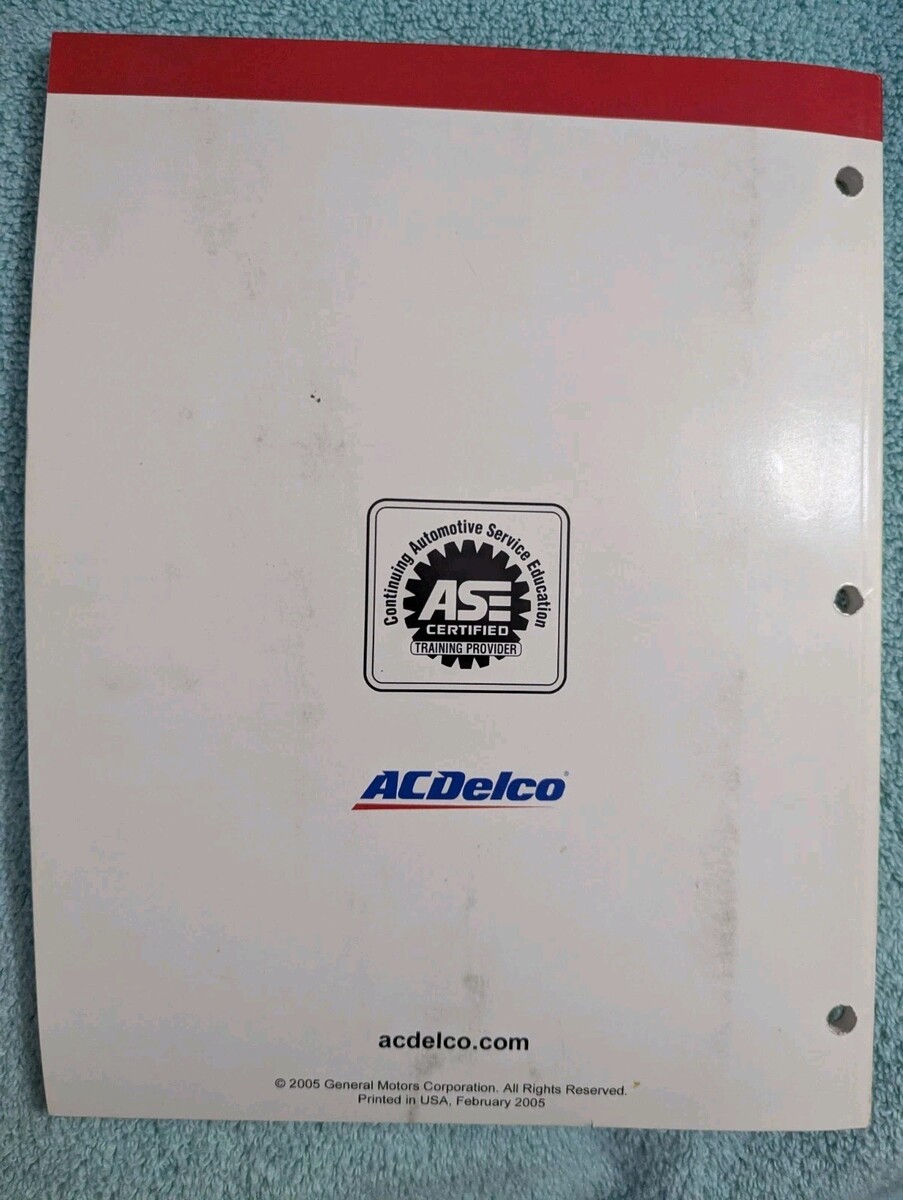 Continuing Automotive Service Education
ASE
CERTIFIED
TRAINING PROVIDER
ACDelco®
acdelco.com
© 2005 General Motors Corporation. All Rights Reserved.
Printed in USA, February 2005